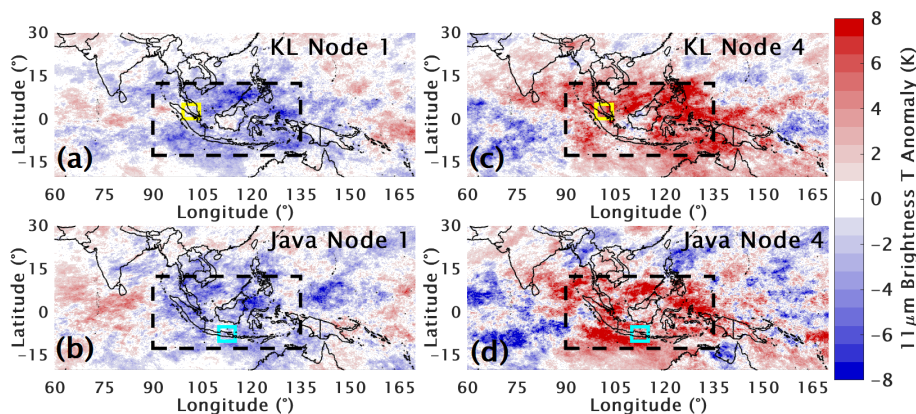 KL Node 1
(a)
30
15
0
−15
Latitude (°)
60 75 90 105 120 135 150 165
Longitude (°)
KL Node 4
(c)
30
15
0
−15
Latitude (°)
60 75 90 105 120 135 150 165
Longitude (°)
Java Node 1
(b)
30
15
0
−15
Latitude (°)
60 75 90 105 120 135 150 165
Longitude (°)
Java Node 4
(d)
30
15
0
−15
Latitude (°)
60 75 90 105 120 135 150 165
Longitude (°)
8
6
4
2
0
−2
−4
−6
−8
11μm Brightness T Anomaly (K)